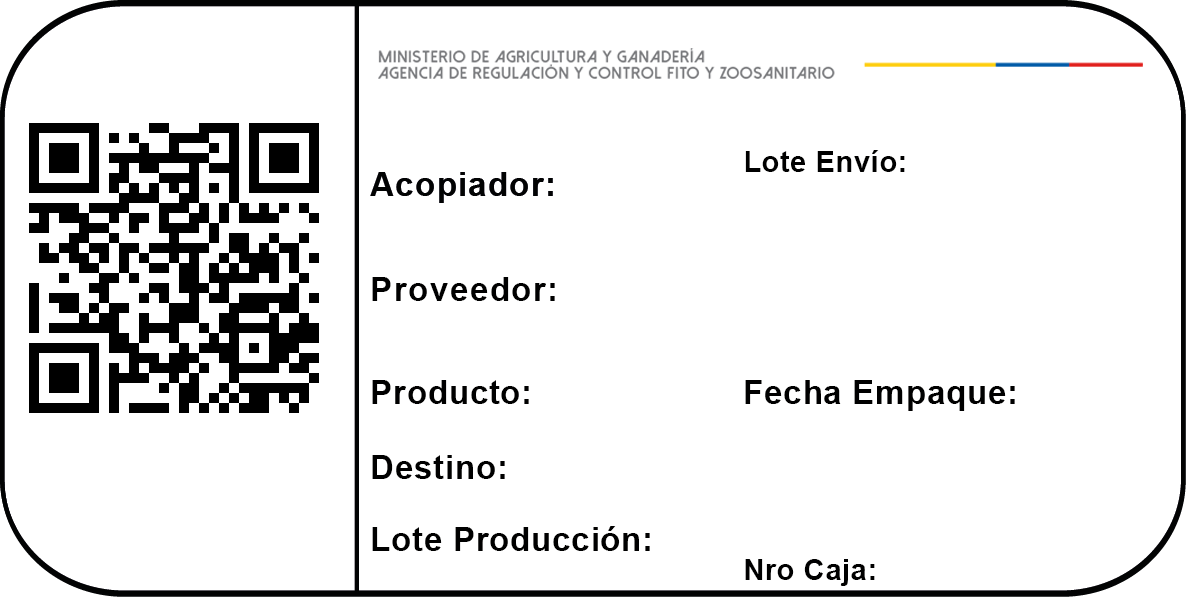 MINISTERIO DE AGRICULTURA Y GANADERÍA
AGENCIA DE REGULACIÓN Y CONTROL FITO Y ZOOSANITARIO
Acopiador:
Lote Envío:
Proveedor:
Producto:
Fecha Empaque:
Destino:
Lote Producción:
Nro Caja: